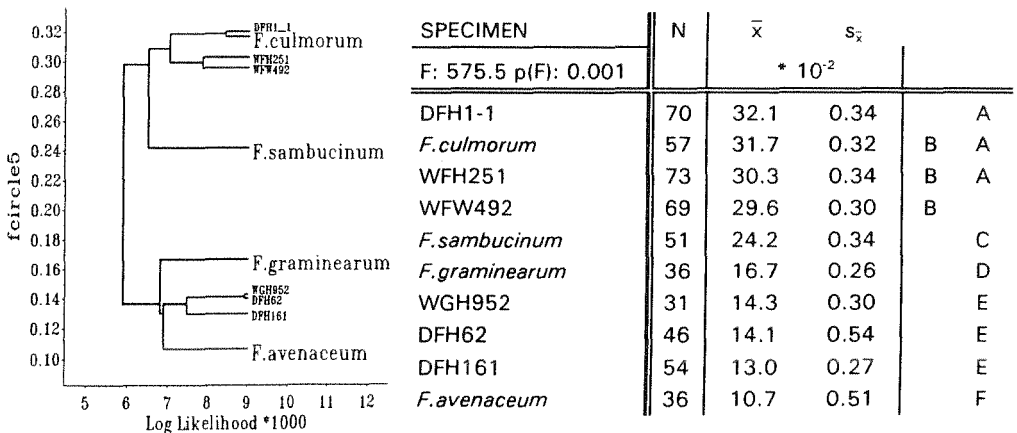 fcircle5
0.32
0.30
0.28
0.26
0.24
0.22
0.20
0.18
0.16
0.14
0.12
0.10
DFH1_1
F.culmorum
WFH251
WFW492
F.sambucinum
F.graminearum
WGH952
DFH62
DFH161
F.avenaceum
5 6 7 8 9 10 11 12
Log Likelihood *1000
SPECIMEN N x̄ s_x̄
F: 575.5 p(F): 0.001 * 10⁻²
DFH1-1 70 32.1 0.34 A
F.culmorum 57 31.7 0.32 B A
WFH251 73 30.3 0.34 B A
WFW492 69 29.6 0.30 B
F.sambucinum 51 24.2 0.34 C
F.graminearum 36 16.7 0.26 D
WGH952 31 14.3 0.30 E
DFH62 46 14.1 0.54 E
DFH161 54 13.0 0.27 E
F.avenaceum 36 10.7 0.51 F